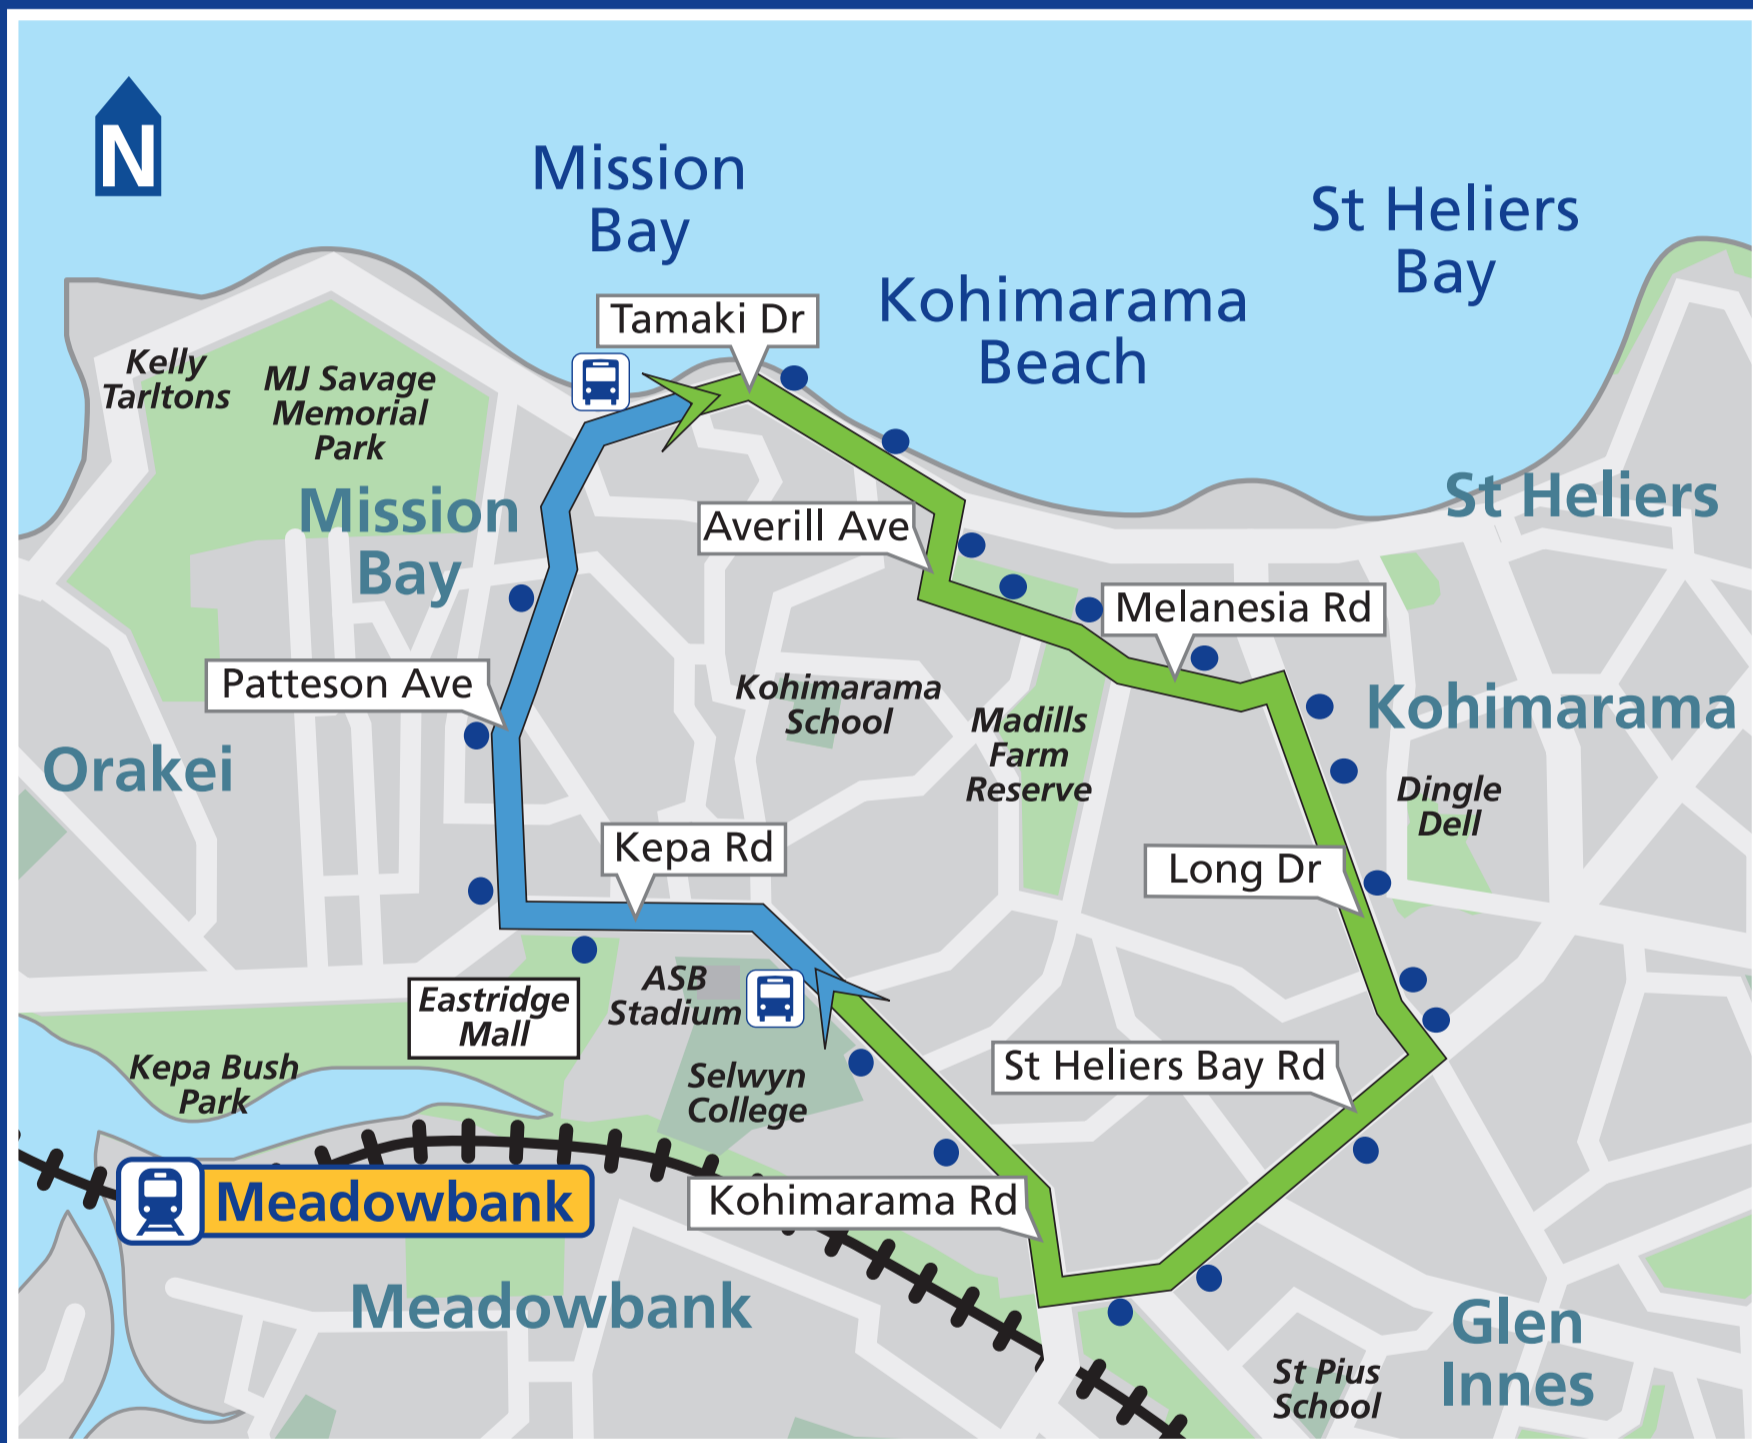 N
Mission
Bay
St Heliers
Bay
Kohimarama
Beach
Tamaki Dr
Kelly
Tarltons
MJ Savage
Memorial
Park
Mission
Bay
St Heliers
Averill Ave
Melanesia Rd
Patteson Ave
Kohimarama
School
Madills
Farm
Reserve
Kohimarama
Orakei
Dingle
Dell
Kepa Rd
Long Dr
Eastridge
Mall
ASB
Stadium
St Heliers Bay Rd
Kepa Bush
Park
Selwyn
College
Meadowbank
Kohimarama Rd
Meadowbank
Glen
Innes
St Pius
School